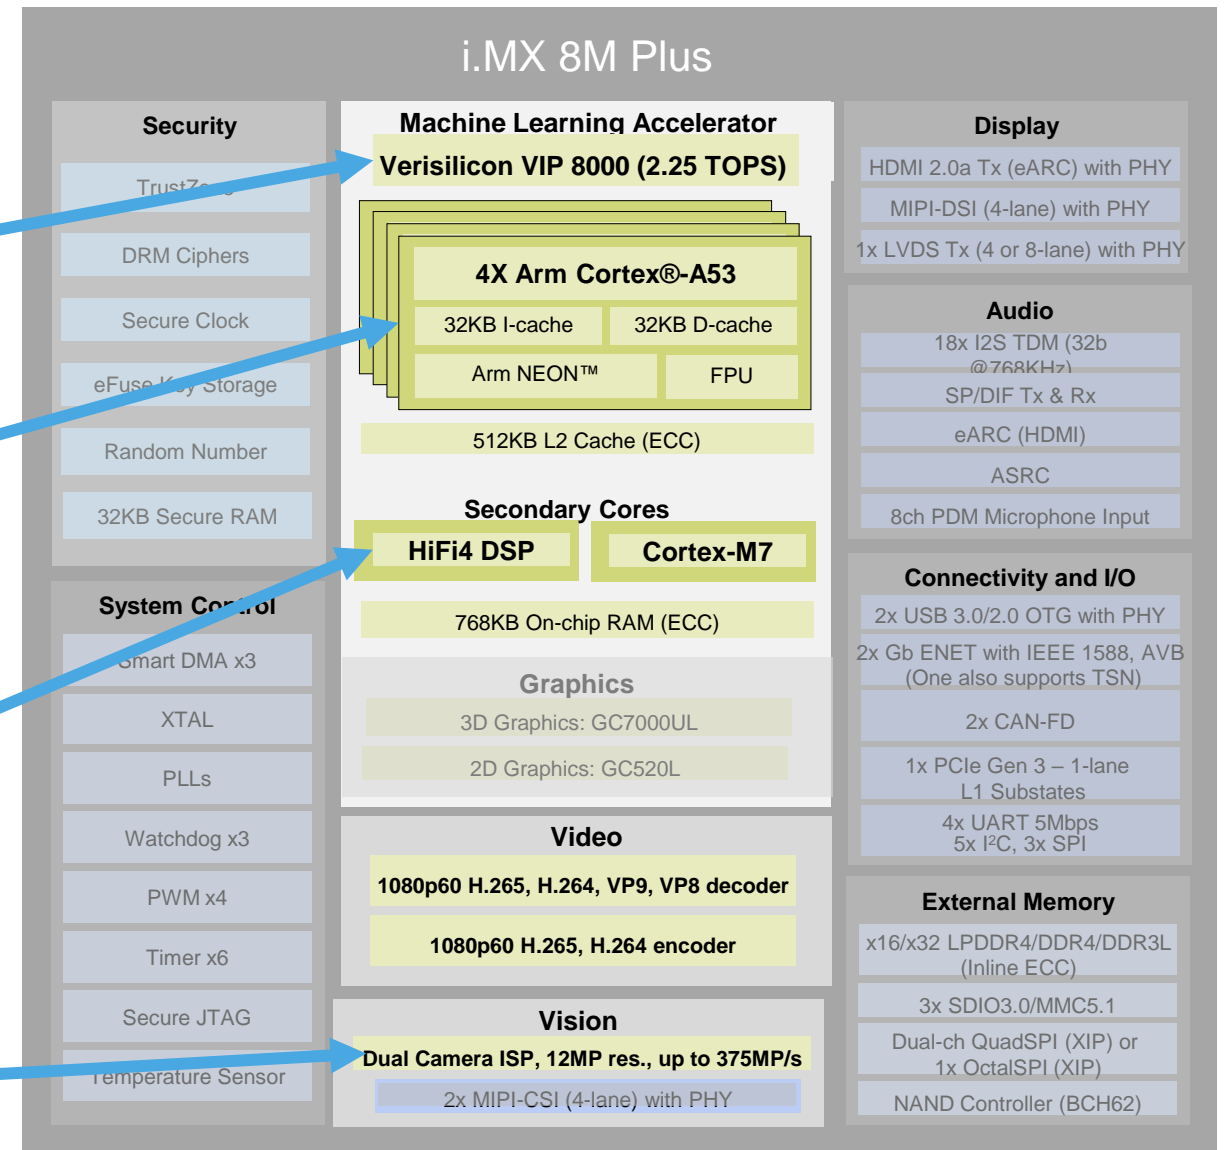 i.MX 8M Plus
Security
TrustZone
DRM Ciphers
Secure Clock
eFuse Key Storage
Random Number
32KB Secure RAM
System Control
Smart DMA x3
XTAL
PLLs
Watchdog x3
PWM x4
Timer x6
Secure JTAG
Temperature Sensor
Machine Learning Accelerator
Verisilicon VIP 8000 (2.25 TOPS)
4X Arm Cortex®-A53
32KB I-cache
32KB D-cache
Arm NEON™
FPU
512KB L2 Cache (ECC)
Secondary Cores
HiFi4 DSP
Cortex-M7
768KB On-chip RAM (ECC)
Graphics
3D Graphics: GC7000UL
2D Graphics: GC520L
Video
1080p60 H.265, H.264, VP9, VP8 decoder
1080p60 H.265, H.264 encoder
Vision
Dual Camera ISP, 12MP res., up to 375MP/s
2x MIPI-CSI (4-lane) with PHY
Display
HDMI 2.0a Tx (eARC) with PHY
MIPI-DSI (4-lane) with PHY
1x LVDS Tx (4 or 8-lane) with PHY
Audio
18x I2S TDM (32b
@768KHz)
SP/DIF Tx & Rx
eARC (HDMI)
ASRC
8ch PDM Microphone Input
Connectivity and I/O
2x USB 3.0/2.0 OTG with PHY
2x Gb ENET with IEEE 1588, AVB
(One also supports TSN)
2x CAN-FD
1x PCIe Gen 3 – 1-lane
L1 Substates
4x UART 5Mbps
5x I²C, 3x SPI
External Memory
x16/x32 LPDDR4/DDR4/DDR3L
(Inline ECC)
3x SDIO3.0/MMC5.1
Dual-ch QuadSPI (XIP) or
1x OctalSPI (XIP)
NAND Controller (BCH62)